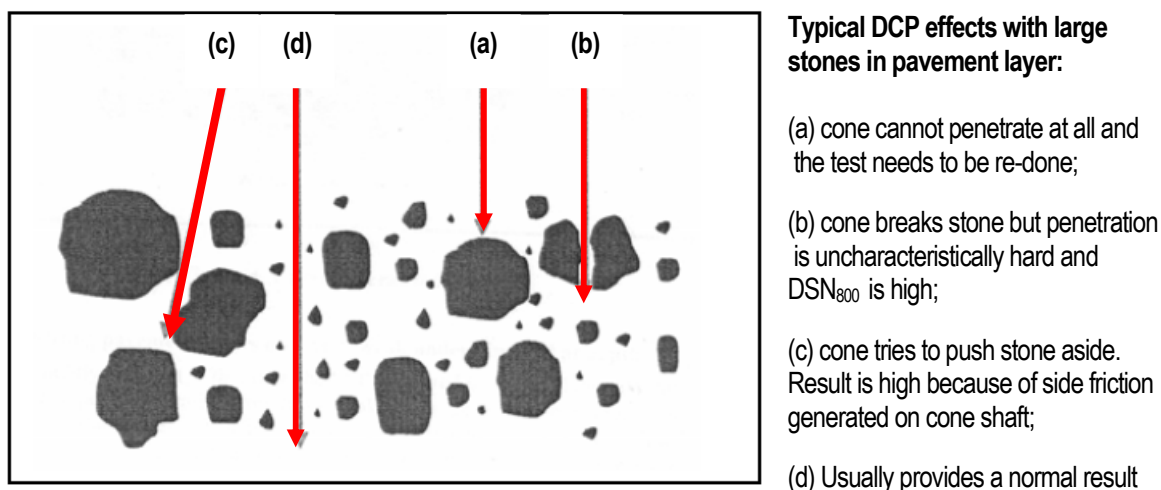 (c) (d) (a) (b)
Typical DCP effects with large
stones in pavement layer:
(a) cone cannot penetrate at all and
the test needs to be re-done;
(b) cone breaks stone but penetration
is uncharacteristically hard and
DSN₈₀₀ is high;
(c) cone tries to push stone aside.
Result is high because of side friction
generated on cone shaft;
(d) Usually provides a normal result